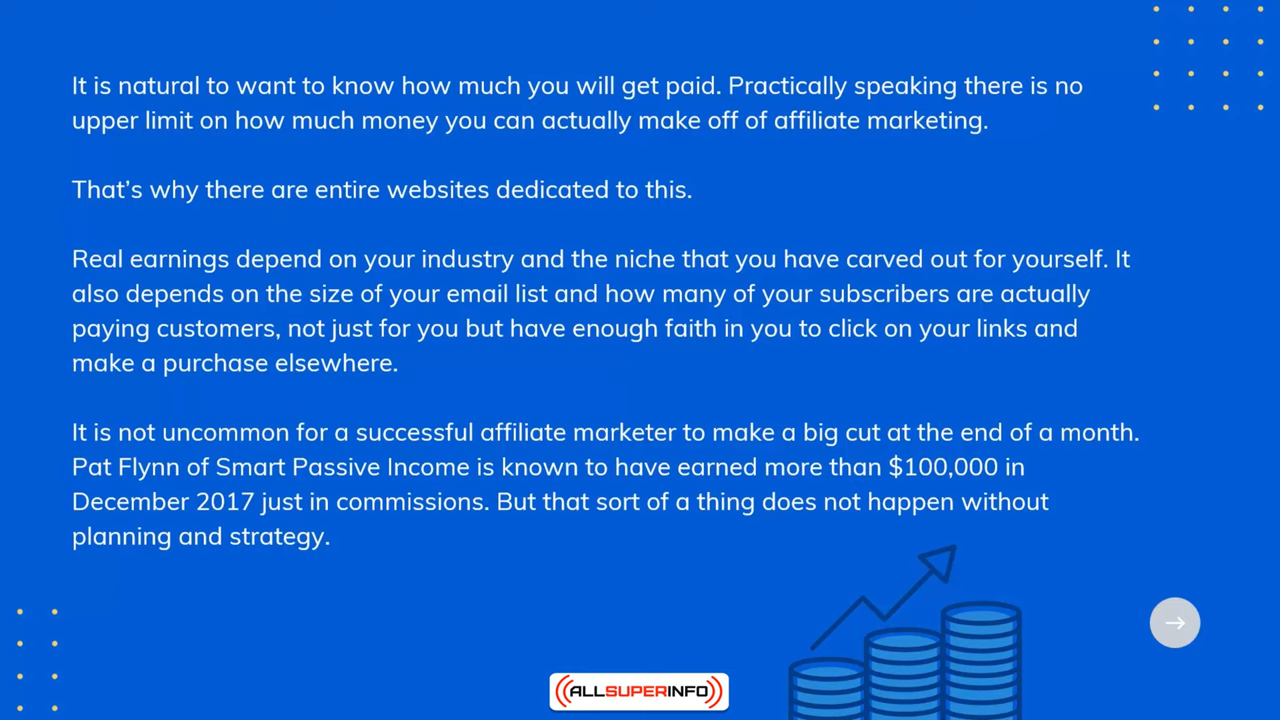 It is natural to want to know how much you will get paid. Practically speaking there is no
upper limit on how much money you can actually make off of affiliate marketing.
That’s why there are entire websites dedicated to this.
Real earnings depend on your industry and the niche that you have carved out for yourself. It
also depends on the size of your email list and how many of your subscribers are actually
paying customers, not just for you but have enough faith in you to click on your links and
make a purchase elsewhere.
It is not uncommon for a successful affiliate marketer to make a big cut at the end of a month.
Pat Flynn of Smart Passive Income is known to have earned more than $100,000 in
December 2017 just in commissions. But that sort of a thing does not happen without
planning and strategy.
ALLSUPERINFO